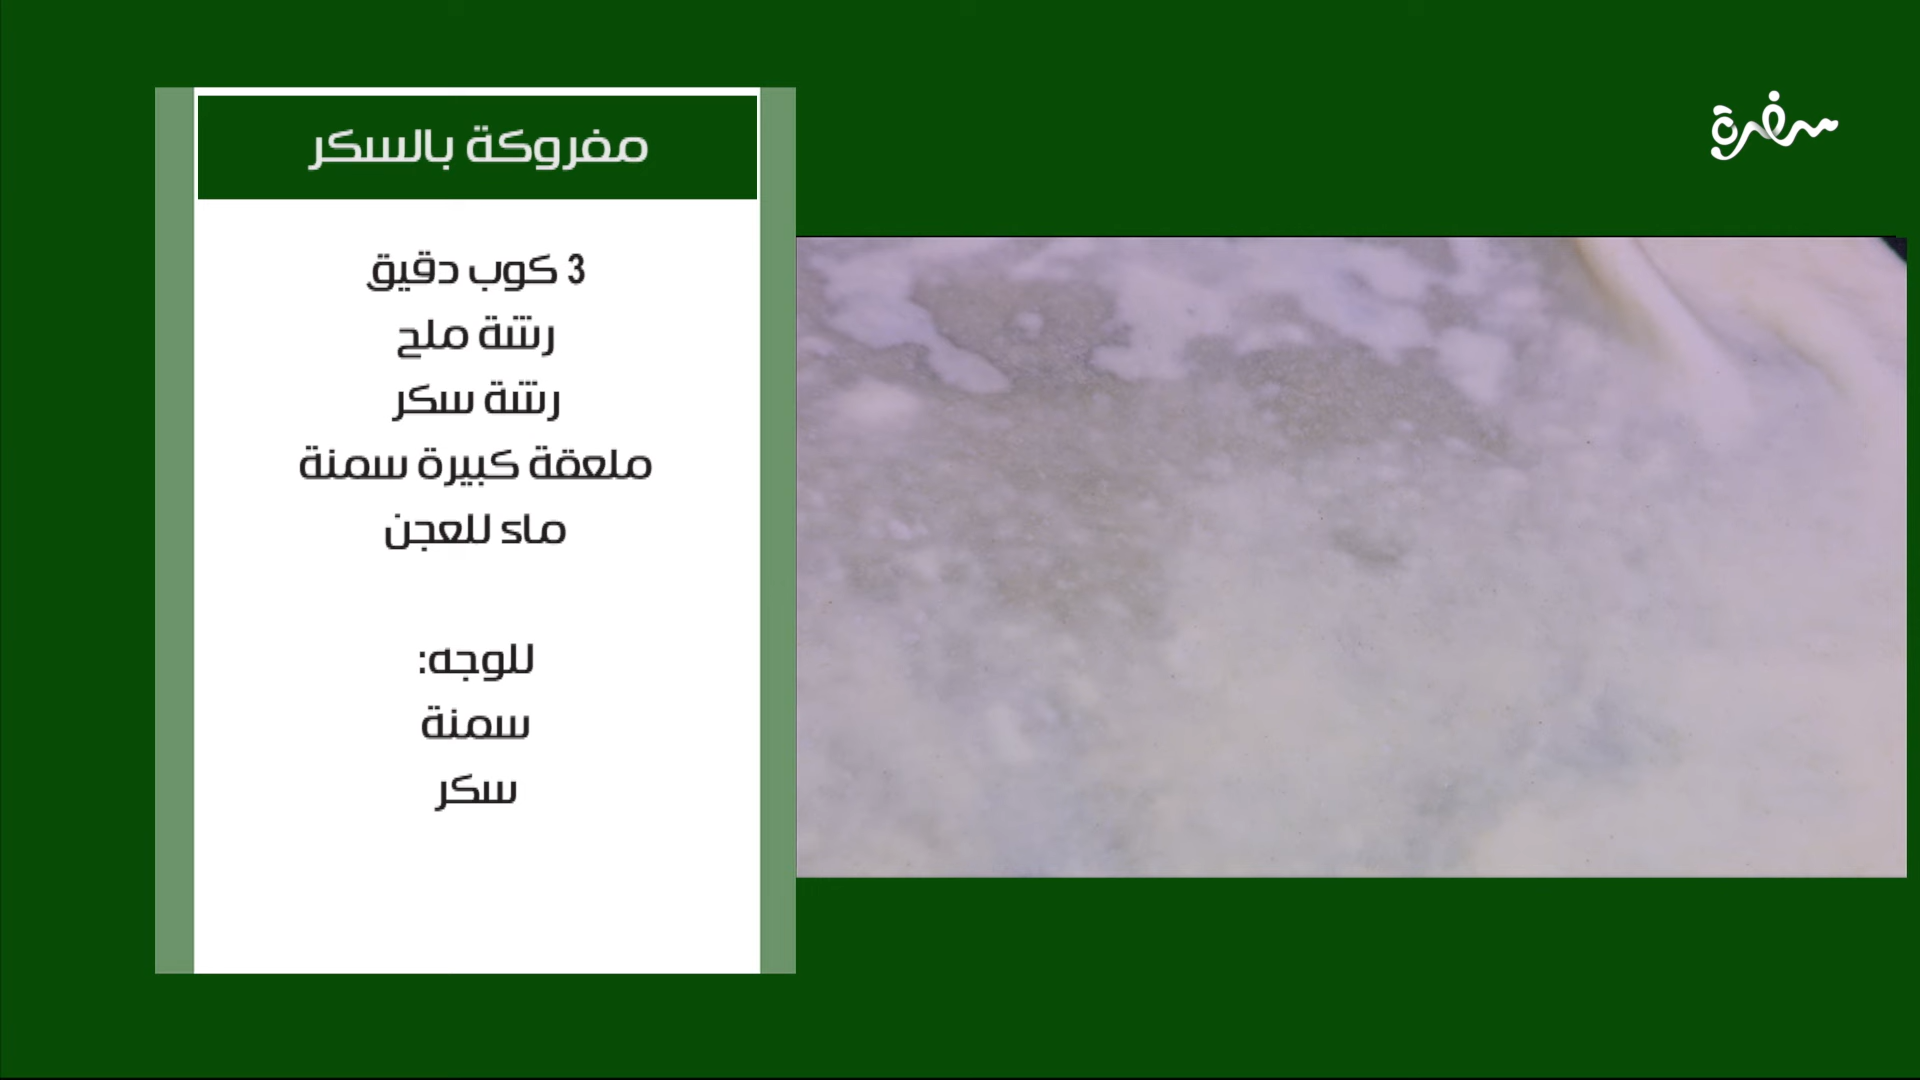 سفرة
مفروكة بالسكر
3 كوب دقيق
رشة ملح
رشة سكر
ملعقة كبيرة سمنة
ماء للعجن
للوجه:
سمنة
سكر